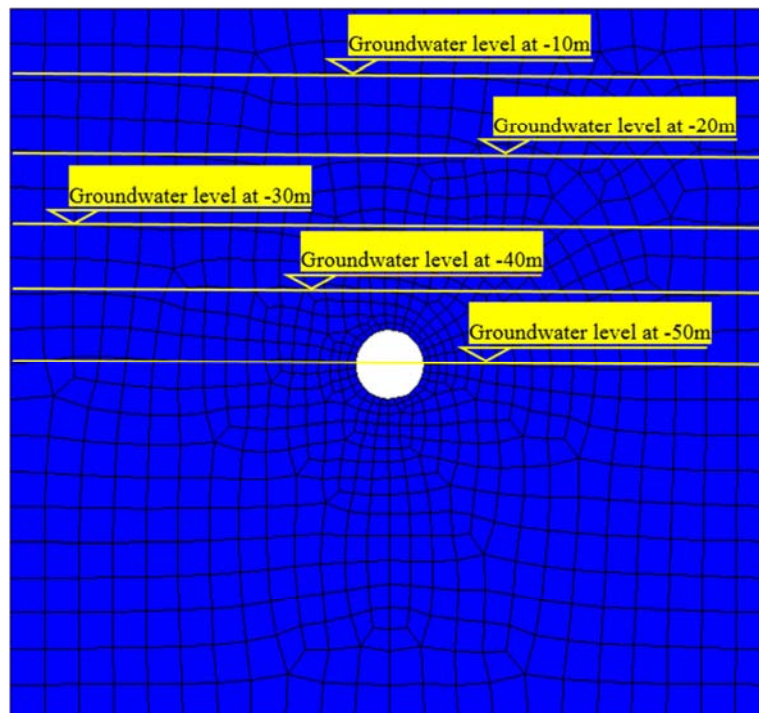 Groundwater level at -10m
Groundwater level at -20m
Groundwater level at -30m
Groundwater level at -40m
Groundwater level at -50m